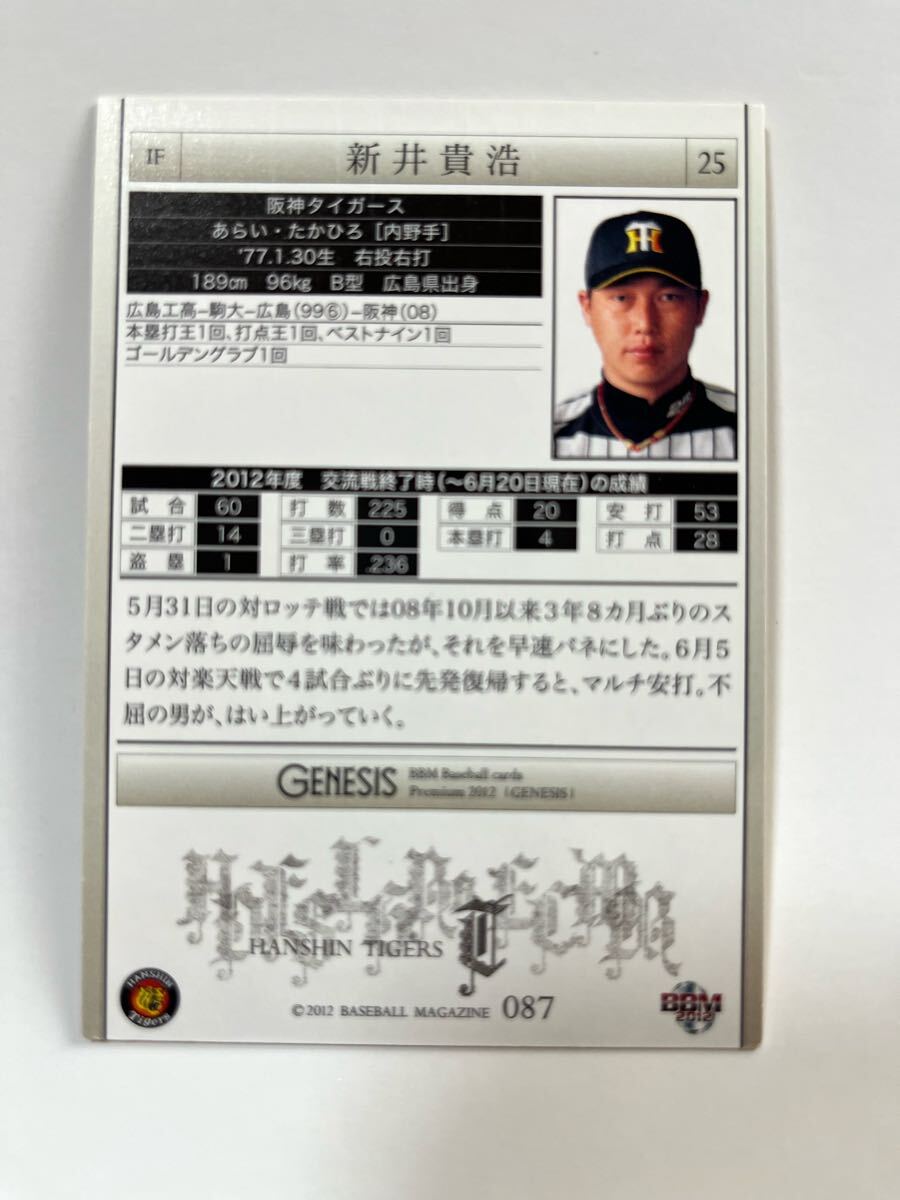 IF 新井貴浩 25
阪神タイガース
あらい・たかひろ［内野手］
'77.1.30生 右投右打
189㎝ 96㎏ B型 広島県出身
広島工高−駒大−広島(99⑥)−阪神(08)
本塁打王1回、打点王1回、ベストナイン1回
ゴールデングラブ1回
2012年度 交流戦終了時(〜6月20日現在)の成績
試合 60 打数 225 得点 20 安打 53
二塁打 14 三塁打 0 本塁打 4 打点 28
盗塁 1 打率 .236
5月31日の対ロッテ戦では08年10月以来3年8カ月ぶりのス
タメン落ちの屈辱を味わったが、それを早速バネにした。6月5
日の対楽天戦で4試合ぶりに先発復帰すると、マルチ安打。不
屈の男が、はい上がっていく。
GENESIS
BBM Baseball cards
Premium 2012 [GENESIS]
HANSHIN TIGERS T
HANSHIN
Tigers
©2012 BASEBALL MAGAZINE 087
BBM
2012